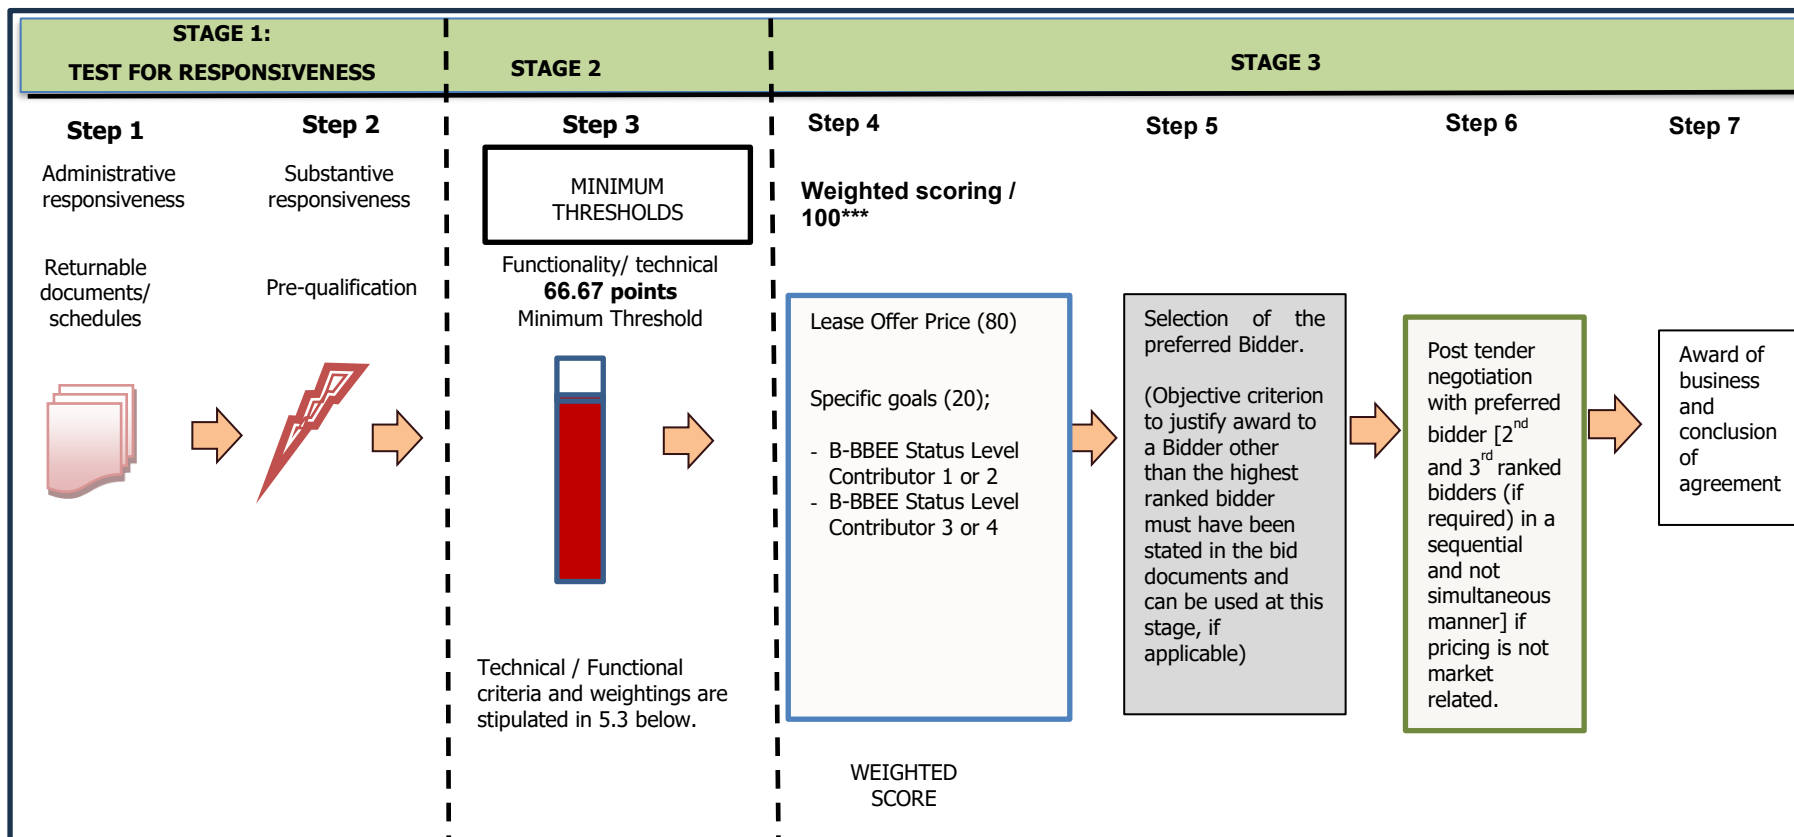 STAGE 1:
TEST FOR RESPONSIVENESS
STAGE 2
STAGE 3
Step 1
Step 2
Step 3
Step 4
Step 5
Step 6
Step 7
Administrative
responsiveness
Returnable
documents/
schedules
Substantive
responsiveness
Pre-qualification
MINIMUM
THRESHOLDS
Functionality/ technical
66.67 points
Minimum Threshold
Technical / Functional
criteria and weightings are
stipulated in 5.3 below.
Weighted scoring /
100***
Lease Offer Price (80)
Specific goals (20);
- B-BBEE Status Level
Contributor 1 or 2
- B-BBEE Status Level
Contributor 3 or 4
WEIGHTED
SCORE
Selection of the
preferred Bidder.
(Objective criterion
to justify award to
a Bidder other
than the highest
ranked bidder
must have been
stated in the bid
documents and
can be used at this
stage, if
applicable)
Post tender
negotiation
with preferred
bidder [2nd
and 3rd ranked
bidders (if
required) in a
sequential
and not
simultaneous
manner] if
pricing is not
market
related.
Award of
business
and
conclusion
of
agreement